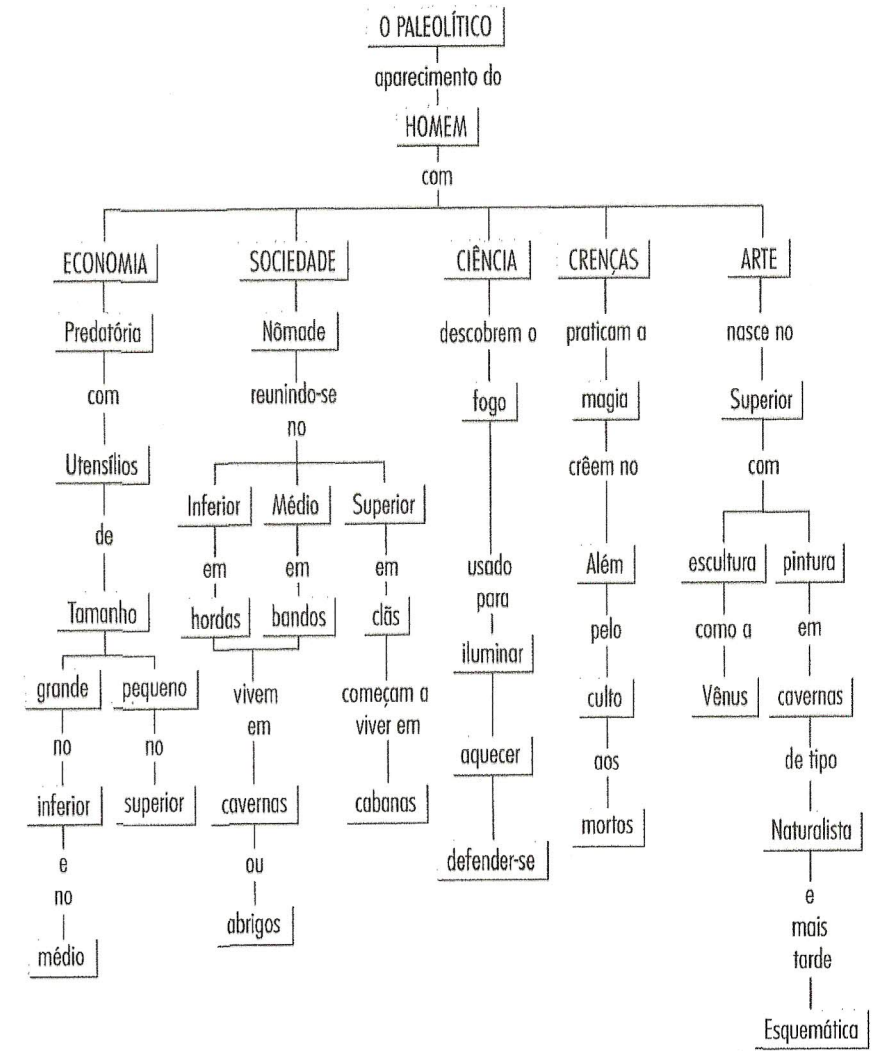 O PALEOLÍTICO
aparecimento do
HOMEM
com
ECONOMIA
Predatória
com
Utensílios
de
Tamanho
grande
no
inferior
e
no
médio
pequeno
no
superior
SOCIEDADE
Nômade
reunindo-se
no
Inferior
em
hordas
Médio
em
bandos
vivem
em
cavernas
ou
abrigos
Superior
em
clãs
começam a
viver em
cabanas
CIÊNCIA
descobrem o
fogo
usado
para
iluminar
aquecer
defender-se
CRENÇAS
praticam a
magia
crêem no
Além
pelo
culto
aos
mortos
ARTE
nasce no
Superior
com
escultura
como a
Vênus
pintura
em
cavernas
de tipo
Naturalista
e
mais
tarde
Esquemática